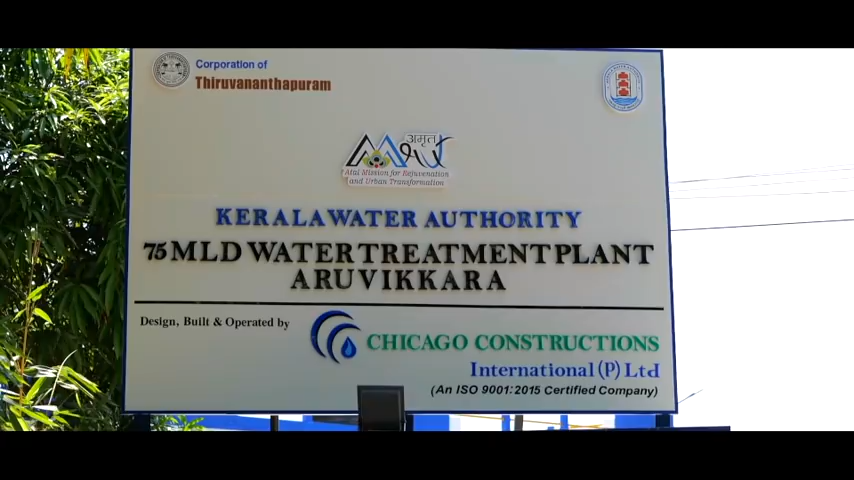 Corporation of
Thiruvananthapuram
अमृत
Atal Mission for Rejuvenation
and Urban Transformation
KERALA WATER AUTHORITY
75 MLD WATER TREATMENT PLANT
ARUVIKKARA
Design, Built & Operated by
CHICAGO CONSTRUCTIONS
International (P) Ltd
(An ISO 9001:2015 Certified Company)